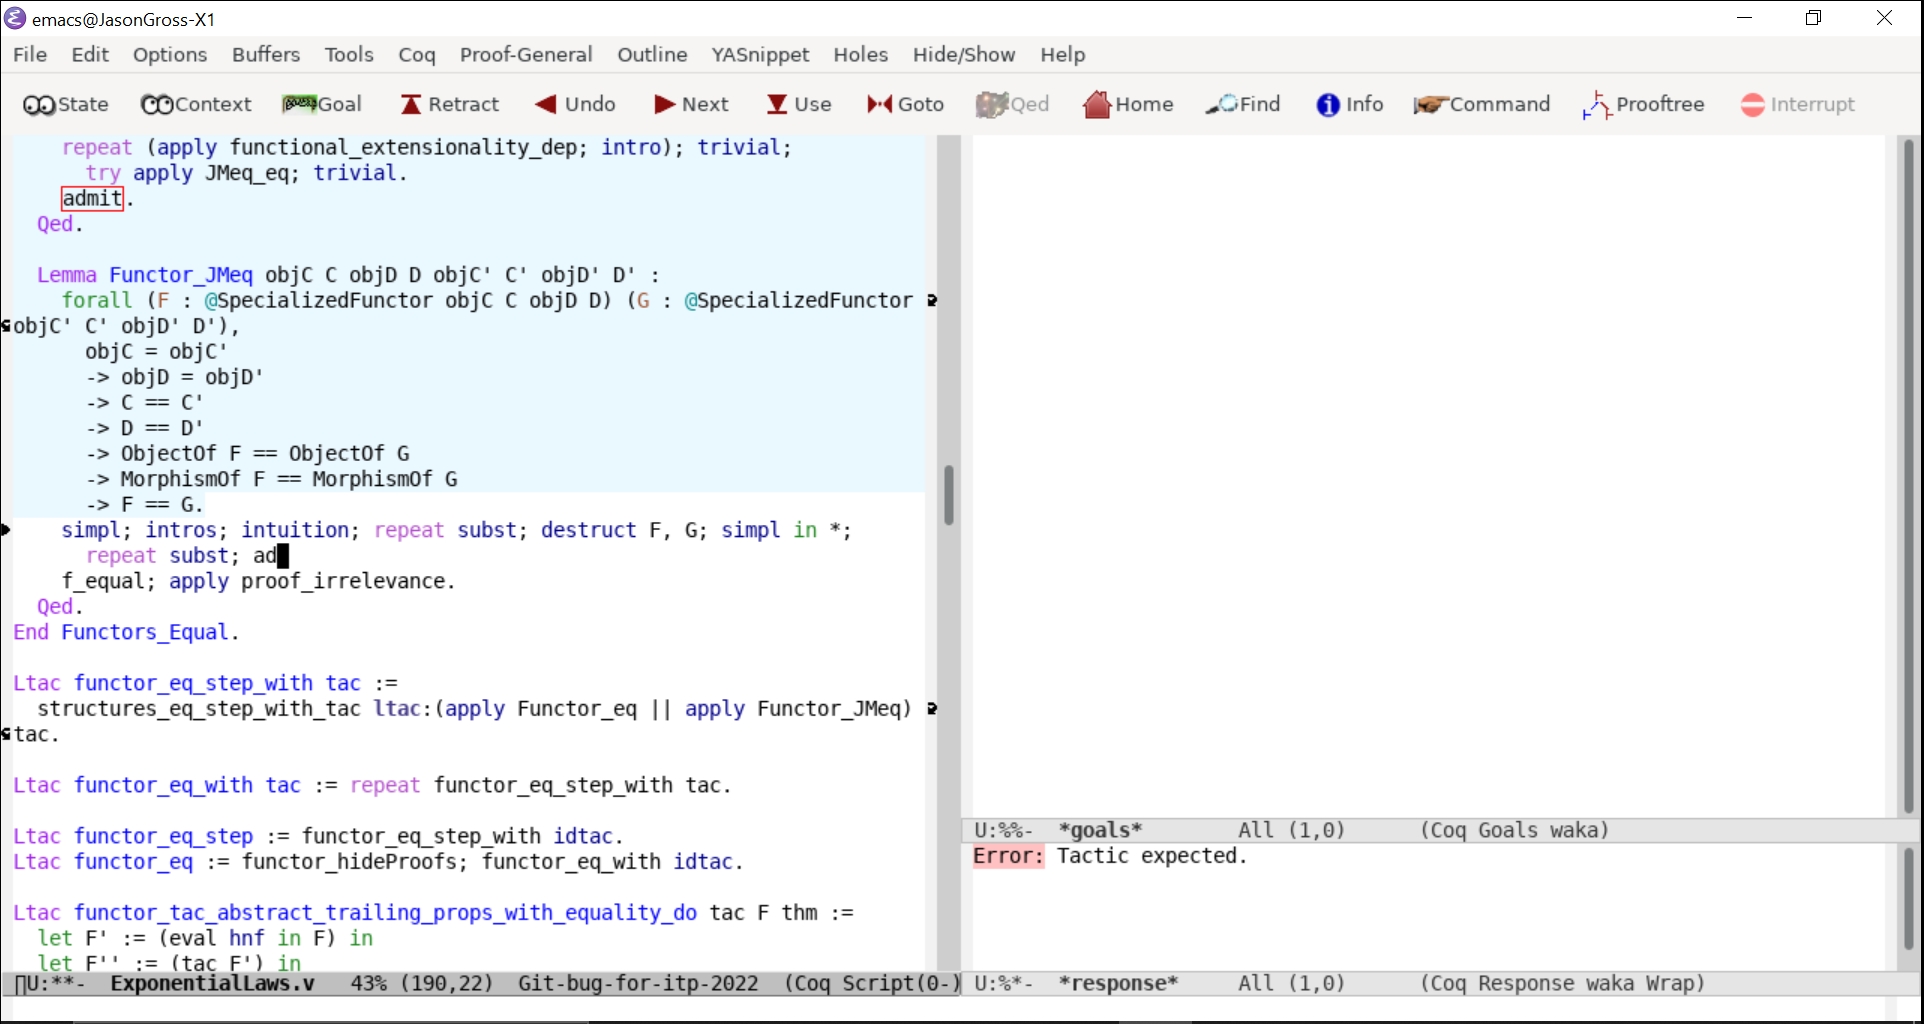 emacs@JasonGross-X1
File Edit Options Buffers Tools Coq Proof-General Outline YASnippet Holes Hide/Show Help
State Context Goal Retract Undo Next Use Goto Qed Home Find Info Command Prooftree Interrupt
repeat (apply functional_extensionality_dep; intro); trivial;
try apply JMeq_eq; trivial.
admit.
Qed.
Lemma Functor_JMeq objC C objD D objC' C' objD' D' :
forall (F : @SpecializedFunctor objC C objD D) (G : @SpecializedFunctor
objC' C' objD' D'),
objC = objC'
-> objD = objD'
-> C == C'
-> D == D'
-> ObjectOf F == ObjectOf G
-> MorphismOf F == MorphismOf G
-> F == G.
simpl; intros; intuition; repeat subst; destruct F, G; simpl in *;
repeat subst; ad
f_equal; apply proof_irrelevance.
Qed.
End Functors_Equal.
Ltac functor_eq_step_with tac :=
structures_eq_step_with_tac ltac:(apply Functor_eq || apply Functor_JMeq)
tac.
Ltac functor_eq_with tac := repeat functor_eq_step_with tac.
Ltac functor_eq_step := functor_eq_step_with idtac.
Ltac functor_eq := functor_hideProofs; functor_eq_with idtac.
Ltac functor_tac_abstract_trailing_props_with_equality_do tac F thm :=
let F' := (eval hnf in F) in
let F'' := (tac F') in
U:**- ExponentialLaws.v 43% (190,22) Git-bug-for-itp-2022 (Coq Script(0-)
U:%%- *goals* All (1,0) (Coq Goals waka)
Error: Tactic expected.
U:%*- *response* All (1,0) (Coq Response waka Wrap)